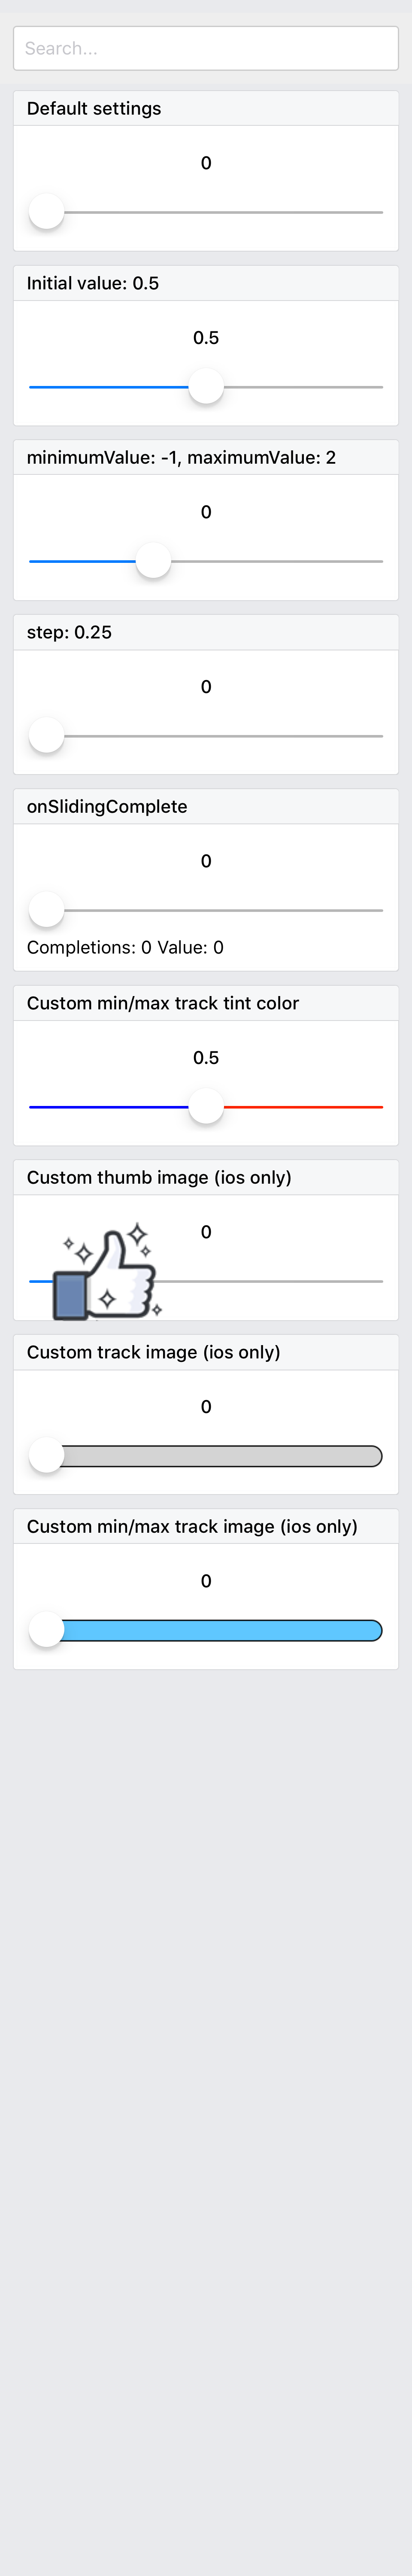 Search...
Default settings
0
Initial value: 0.5
0.5
minimumValue: -1, maximumValue: 2
0
step: 0.25
0
onSlidingComplete
0
Completions: 0 Value: 0
Custom min/max track tint color
0.5
Custom thumb image (ios only)
0
Custom track image (ios only)
0
Custom min/max track image (ios only)
0